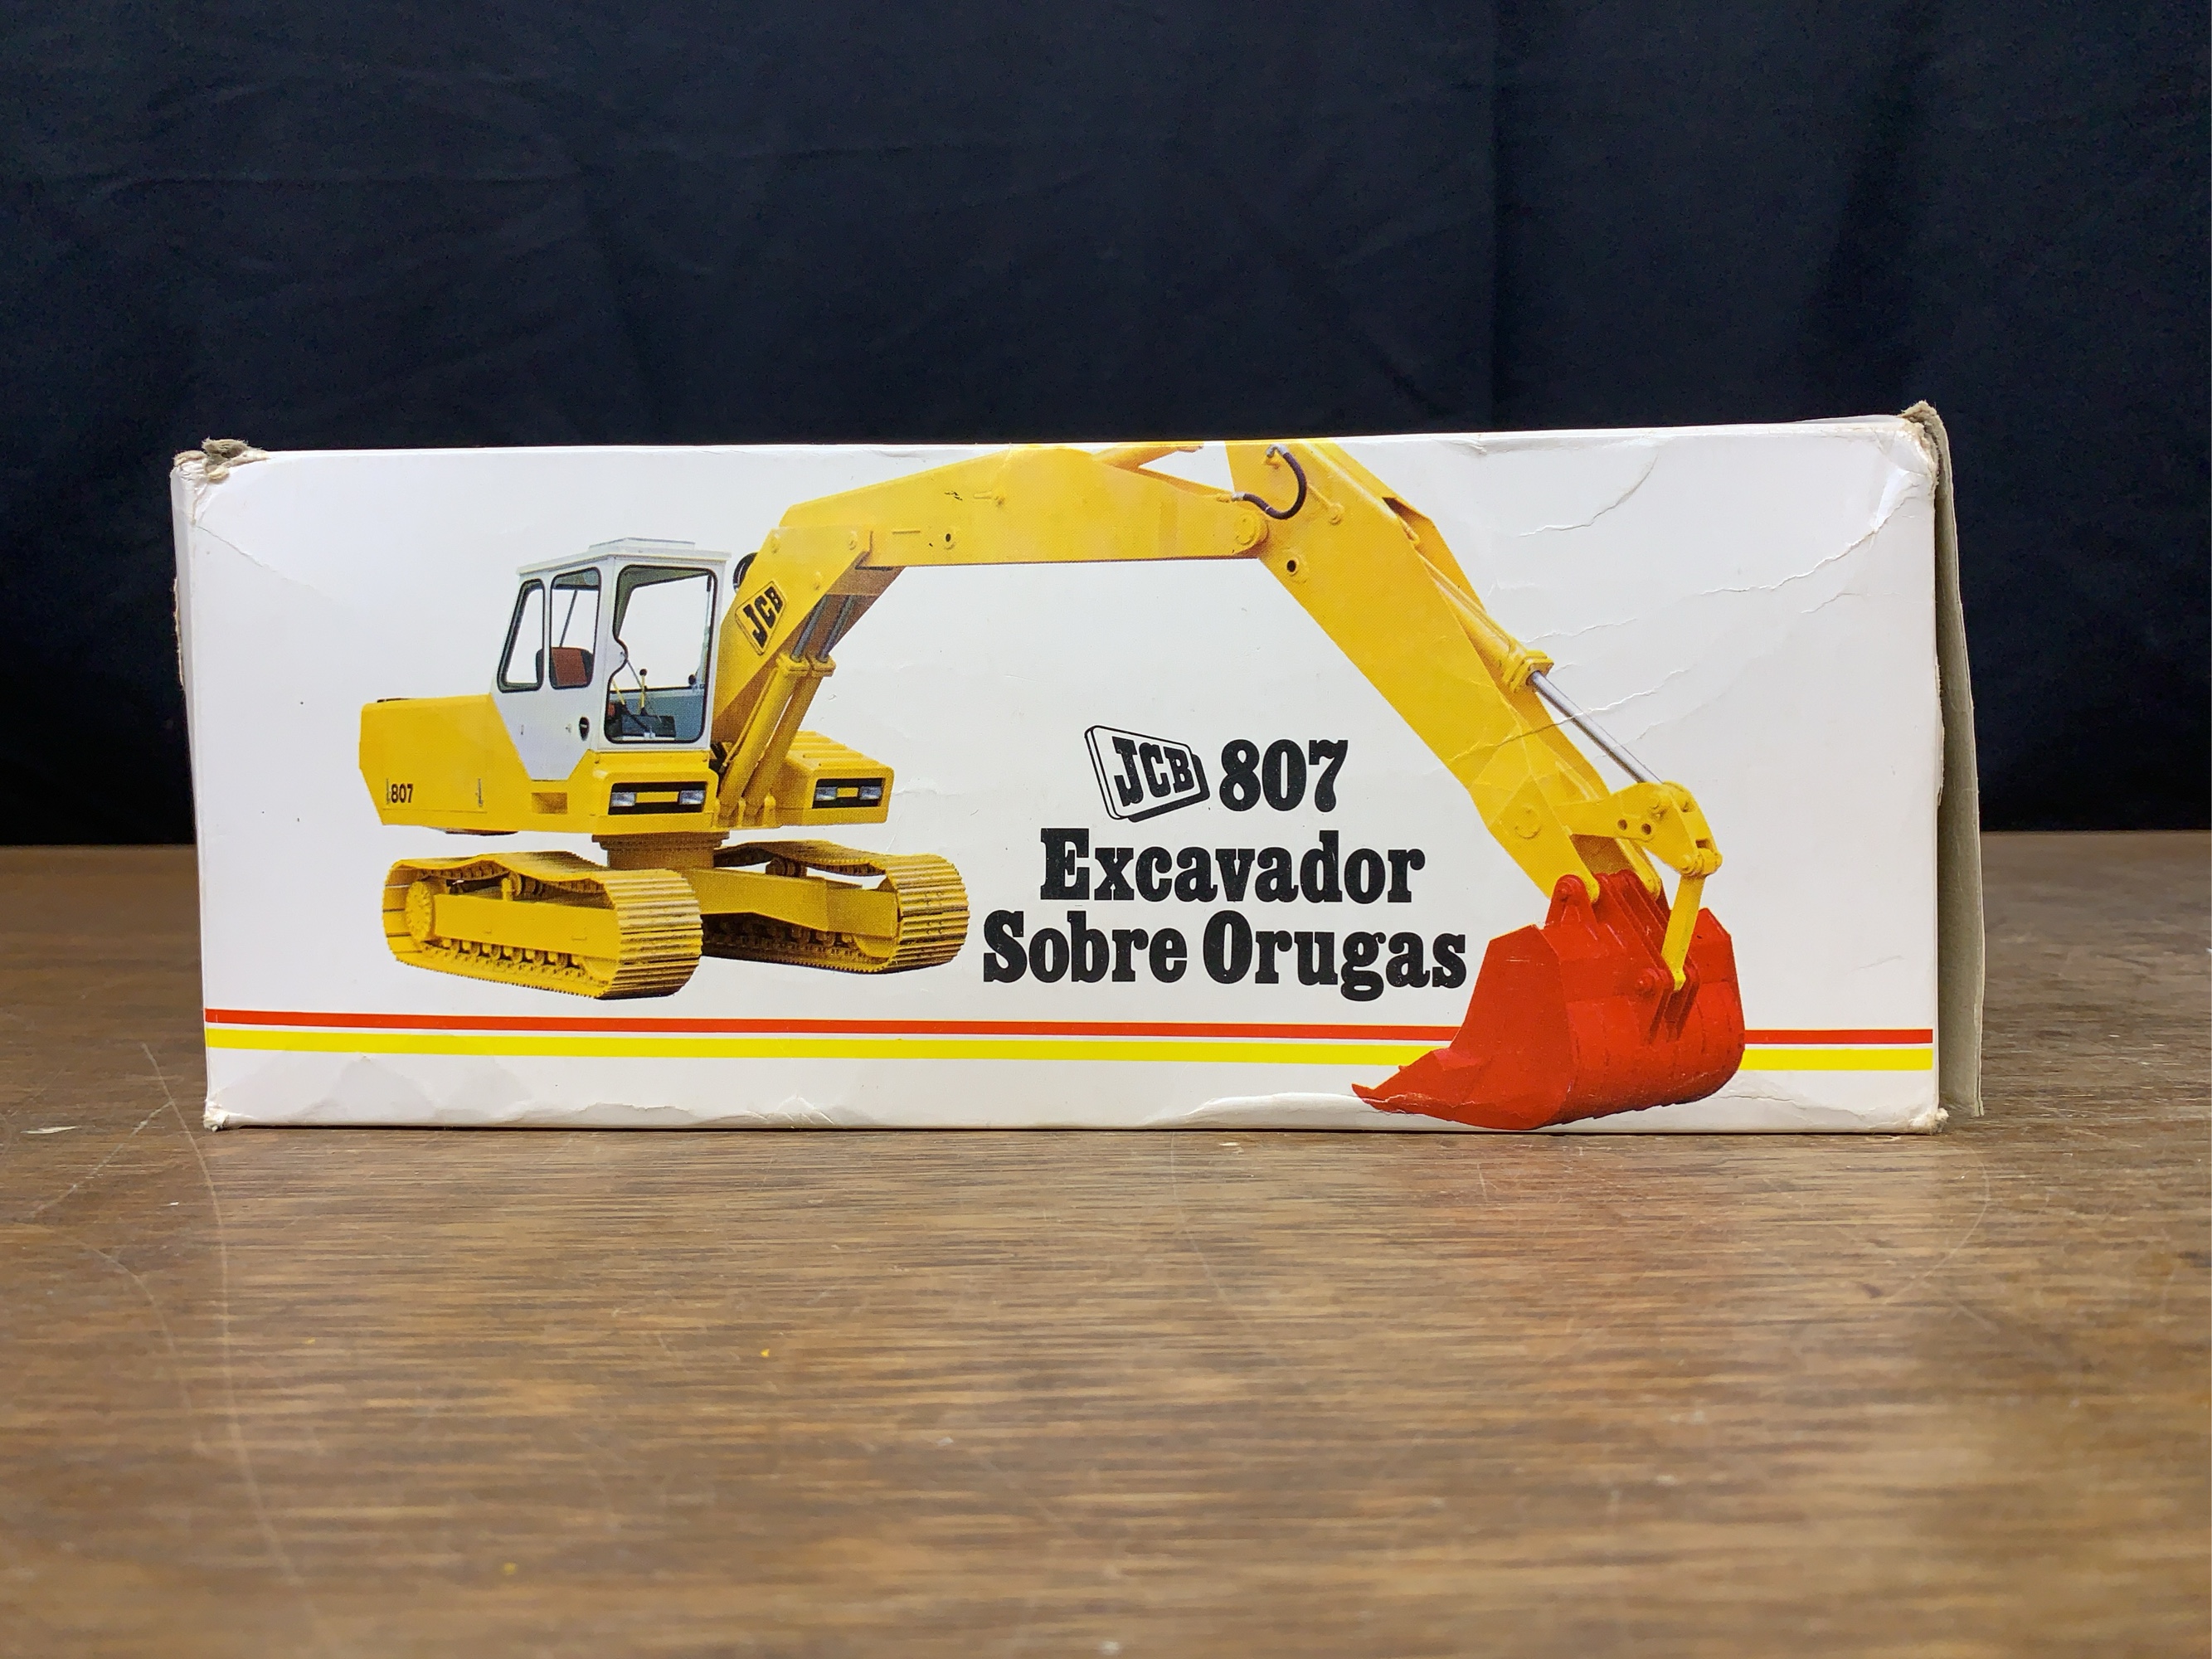 JCB
807
JCB 807
Excavador
Sobre Orugas